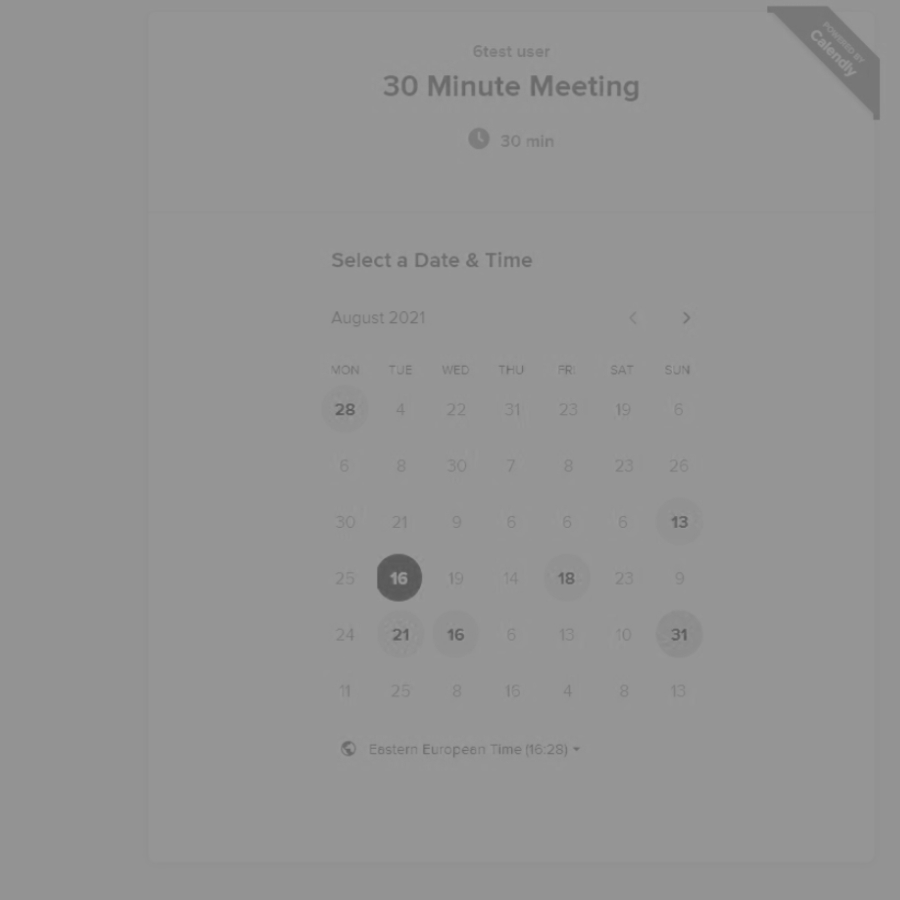 POWERED BY
Calendly
6test user
30 Minute Meeting
30 min
Select a Date & Time
August 2021
MON TUE WED THU FRI SAT SUN
28 4 22 31 23 19 6
6 8 30 7 8 23 26
30 21 9 6 6 6 13
25 16 19 14 18 23 9
24 21 16 6 13 10 31
11 25 8 16 4 8 13
Eastern European Time (16:28)